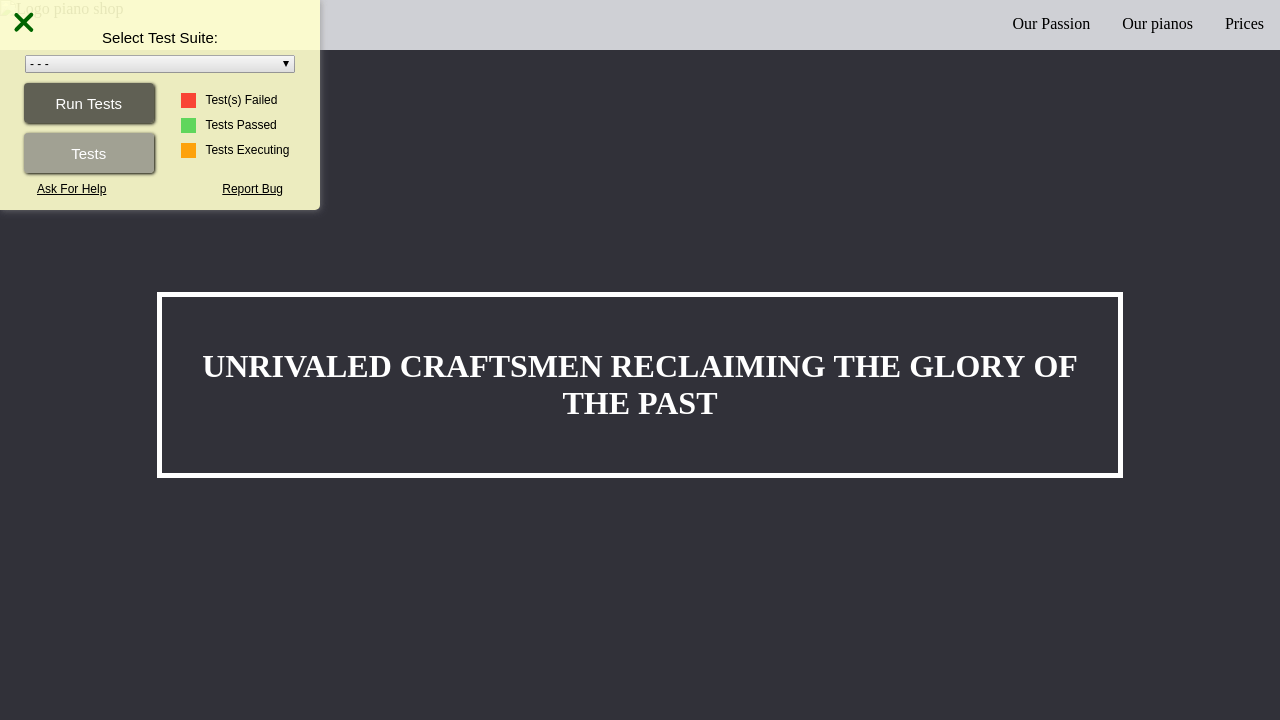 Logo piano shop
Our Passion
Our pianos
Prices
Select Test Suite:
- - -
Run Tests
Test(s) Failed
Tests Passed
Tests
Tests Executing
Ask For Help
Report Bug
UNRIVALED CRAFTSMEN RECLAIMING THE GLORY OF
THE PAST